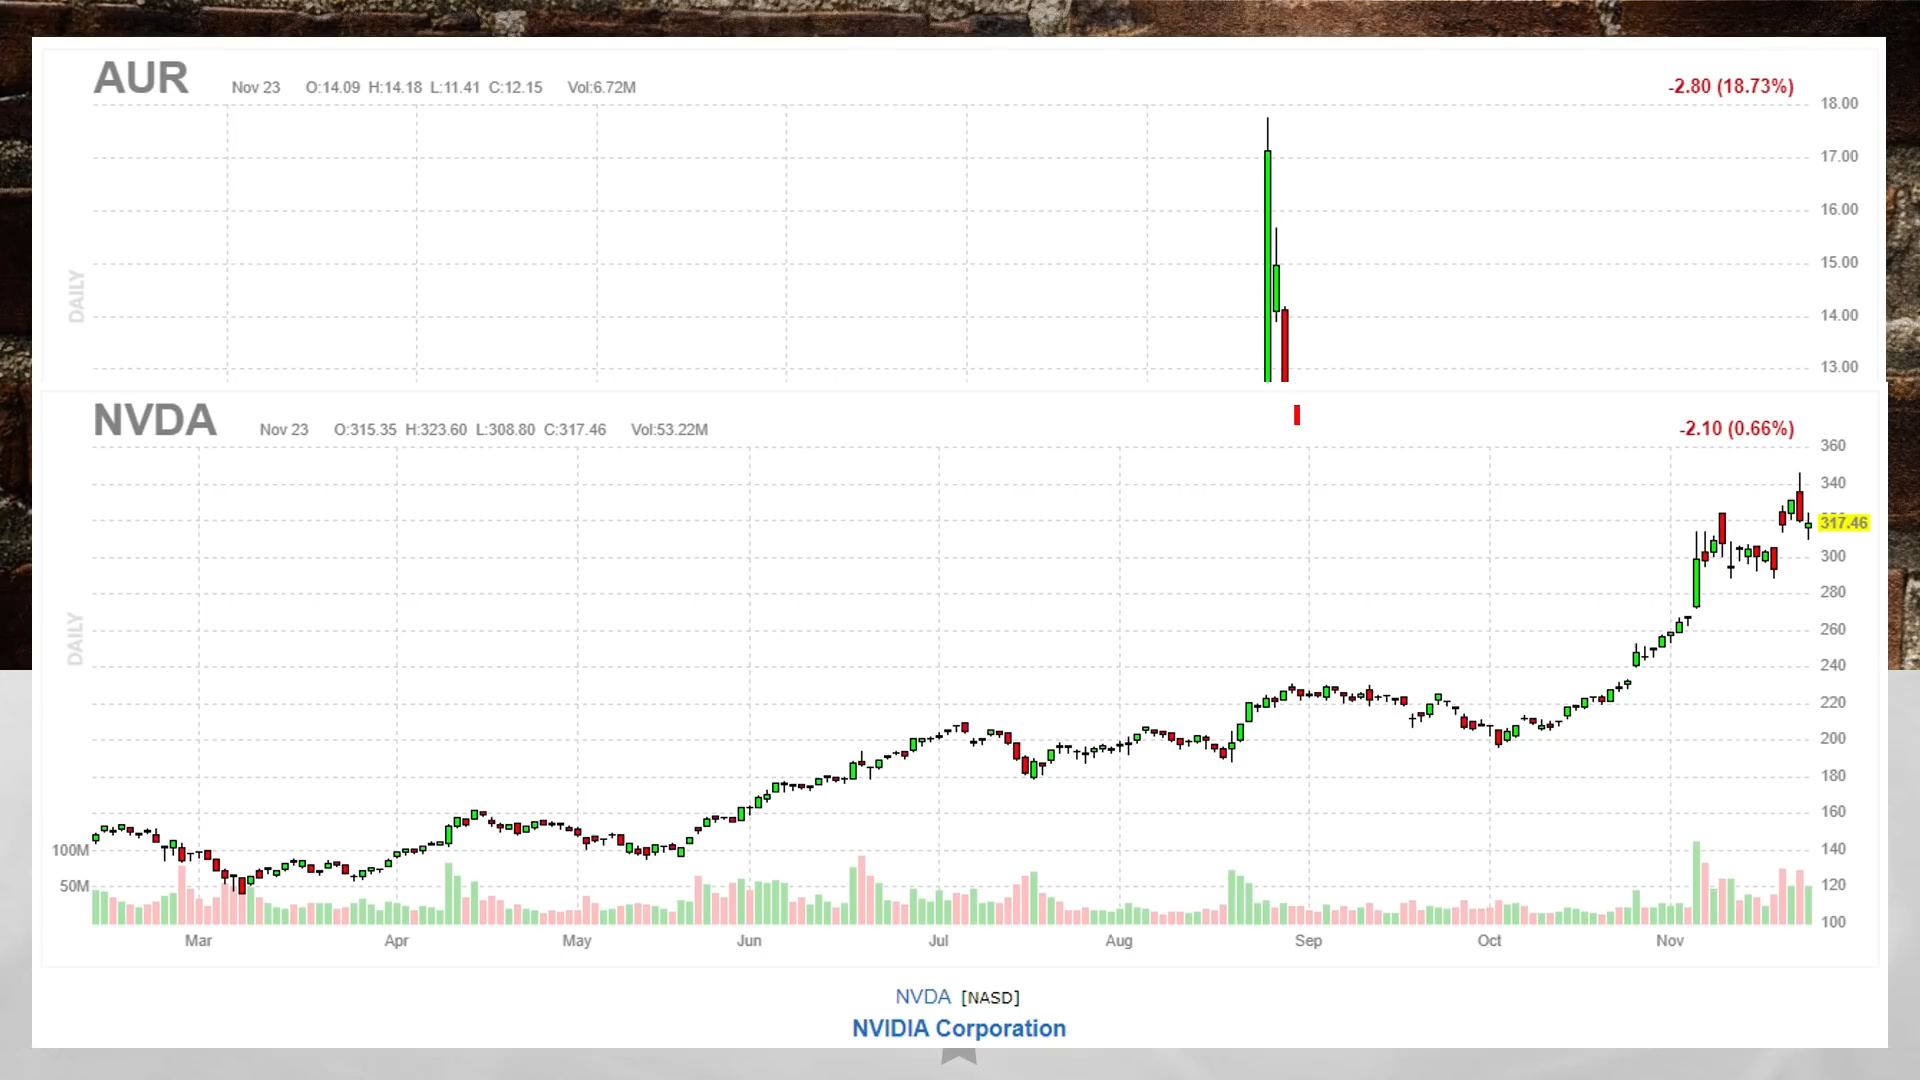 AUR Nov 23 O:14.09 H:14.18 L:11.41 C:12.15 Vol:6.72M -2.80 (18.73%)
18.00
17.00
16.00
15.00
DAILY
14.00
13.00
NVDA Nov 23 O:315.35 H:323.60 L:308.80 C:317.46 Vol:53.22M -2.10 (0.66%)
360
340
317.46
300
280
260
DAILY
240
220
200
180
160
100M 140
50M 120
100
Mar Apr May Jun Jul Aug Sep Oct Nov
NVDA [NASD]
NVIDIA Corporation